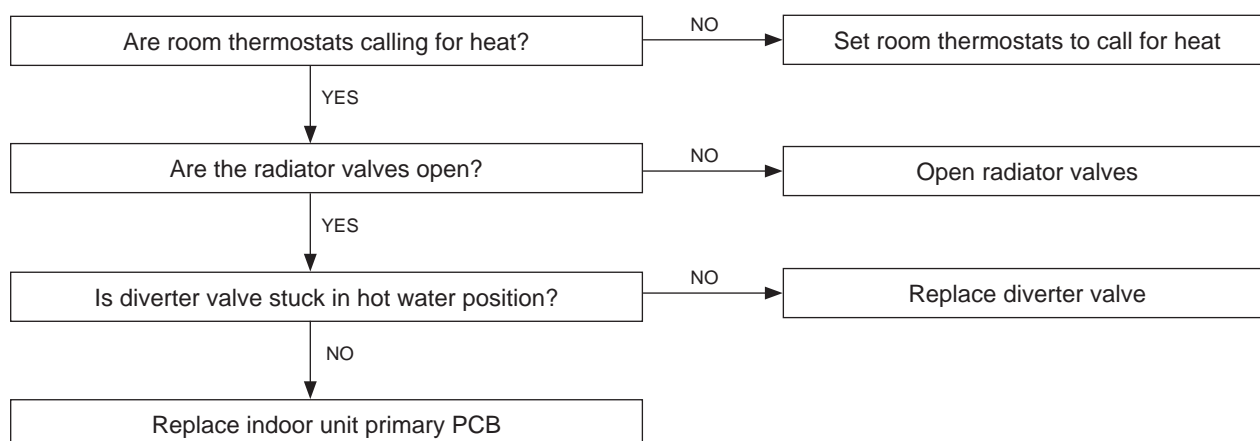 Are room thermostats calling for heat?
NO
Set room thermostats to call for heat
YES
Are the radiator valves open?
NO
Open radiator valves
YES
Is diverter valve stuck in hot water position?
NO
Replace diverter valve
NO
Replace indoor unit primary PCB